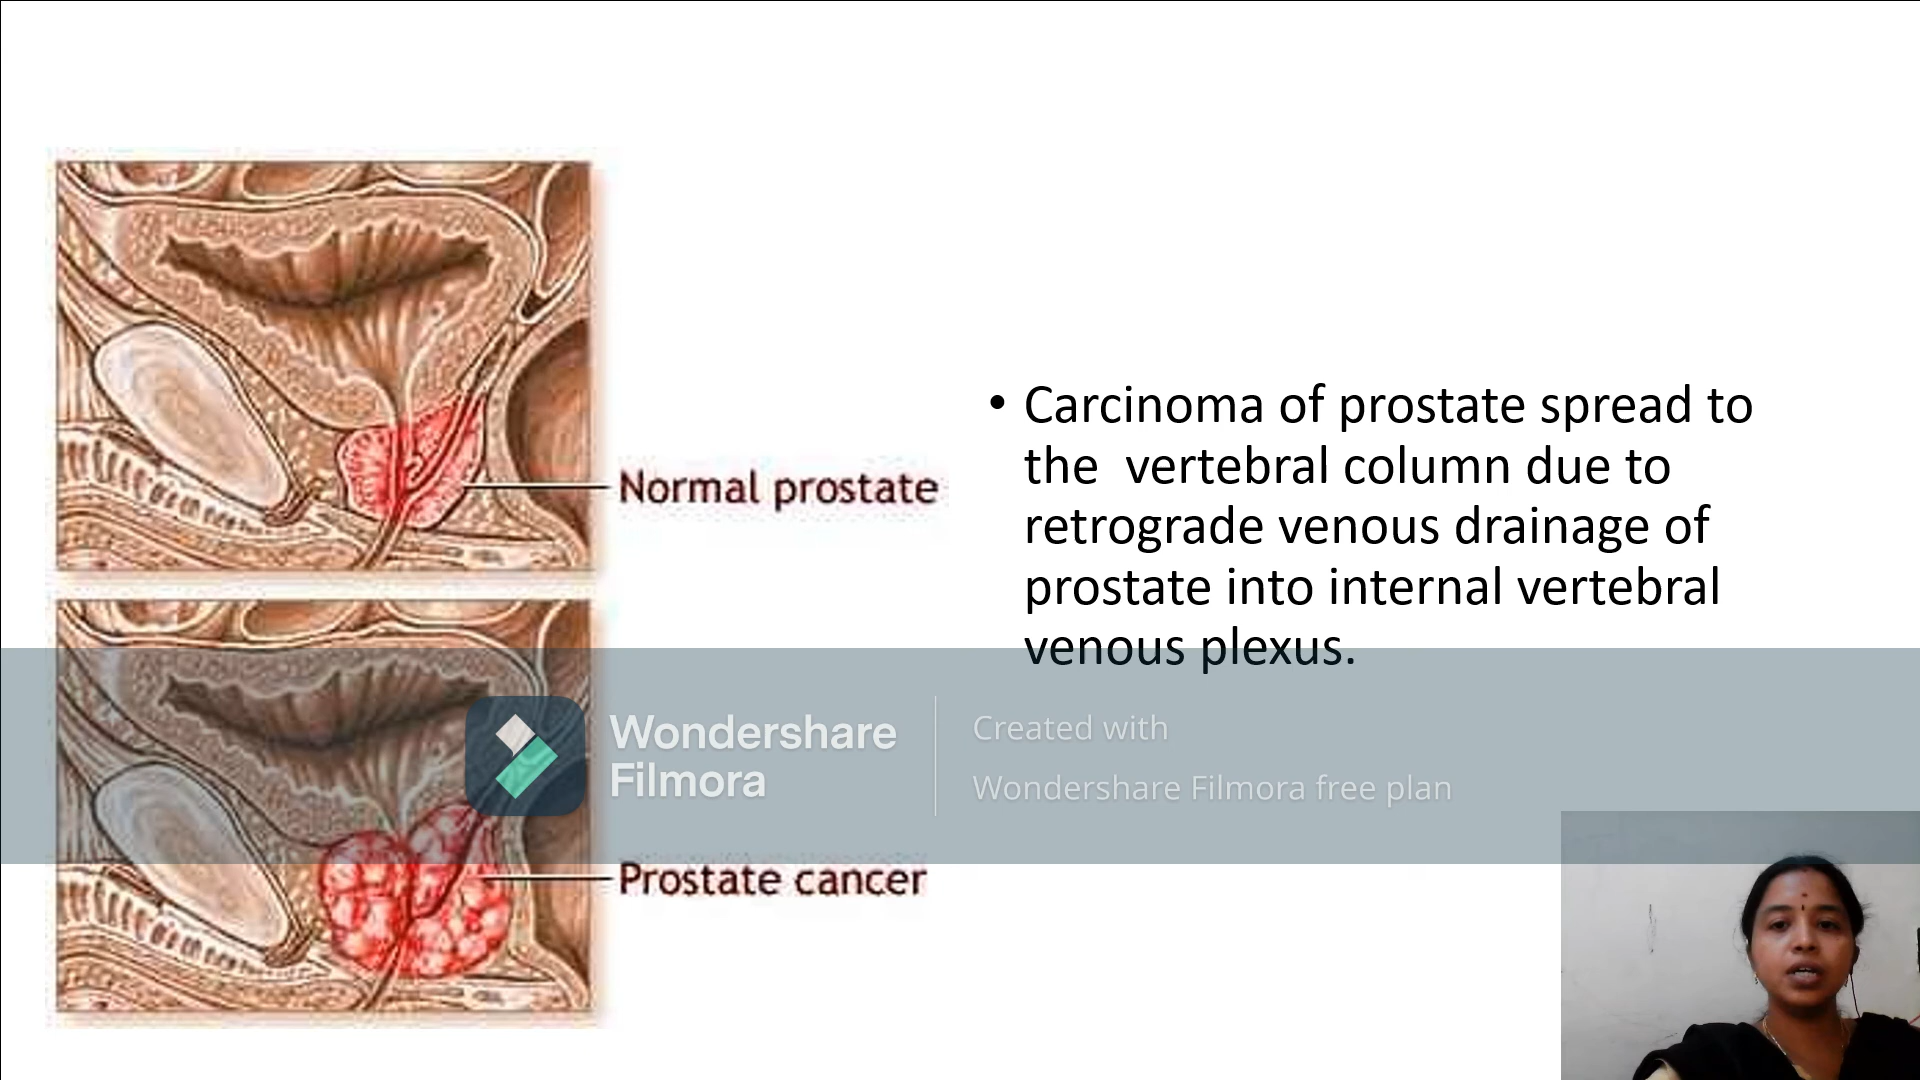 Normal prostate
• Carcinoma of prostate spread to
the vertebral column due to
retrograde venous drainage of
prostate into internal vertebral
venous plexus.
Wondershare
Filmora
Created with
Wondershare Filmora free plan
Prostate cancer